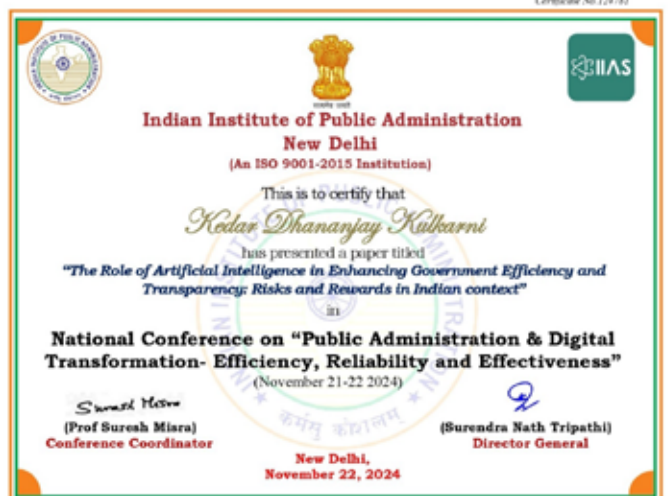 Indian Institute of Public Administration
New Delhi
(An ISO 9001-2015 Institution)
IIAS
This is to certify that
Kedar Dhananjay Kulkarni
has presented a paper titled
"The Role of Artificial Intelligence in Enhancing Government Efficiency and
Transparency: Risks and Rewards in Indian context"
in
National Conference on "Public Administration & Digital
Transformation- Efficiency, Reliability and Effectiveness"
(November 21-22 2024)
Suresh Misra
(Prof Suresh Misra)
Conference Coordinator
(Surendra Nath Tripathi)
Director General
New Delhi,
November 22, 2024